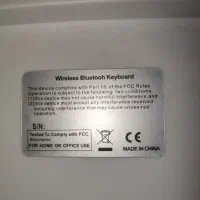 Wireless Bluetooh Keyboard
This device complies with Part 15 of the FCC Rules
Operation is subject to the following two conditions.
(1)this device may not cause harmful interference, and
(2)this device must accept any interference received
including interference that may cause undesired
operation.
S/N:
Tested To Comply with FCC
FOR HOME OR OFFICE USE
CE
MADE IN CHINA